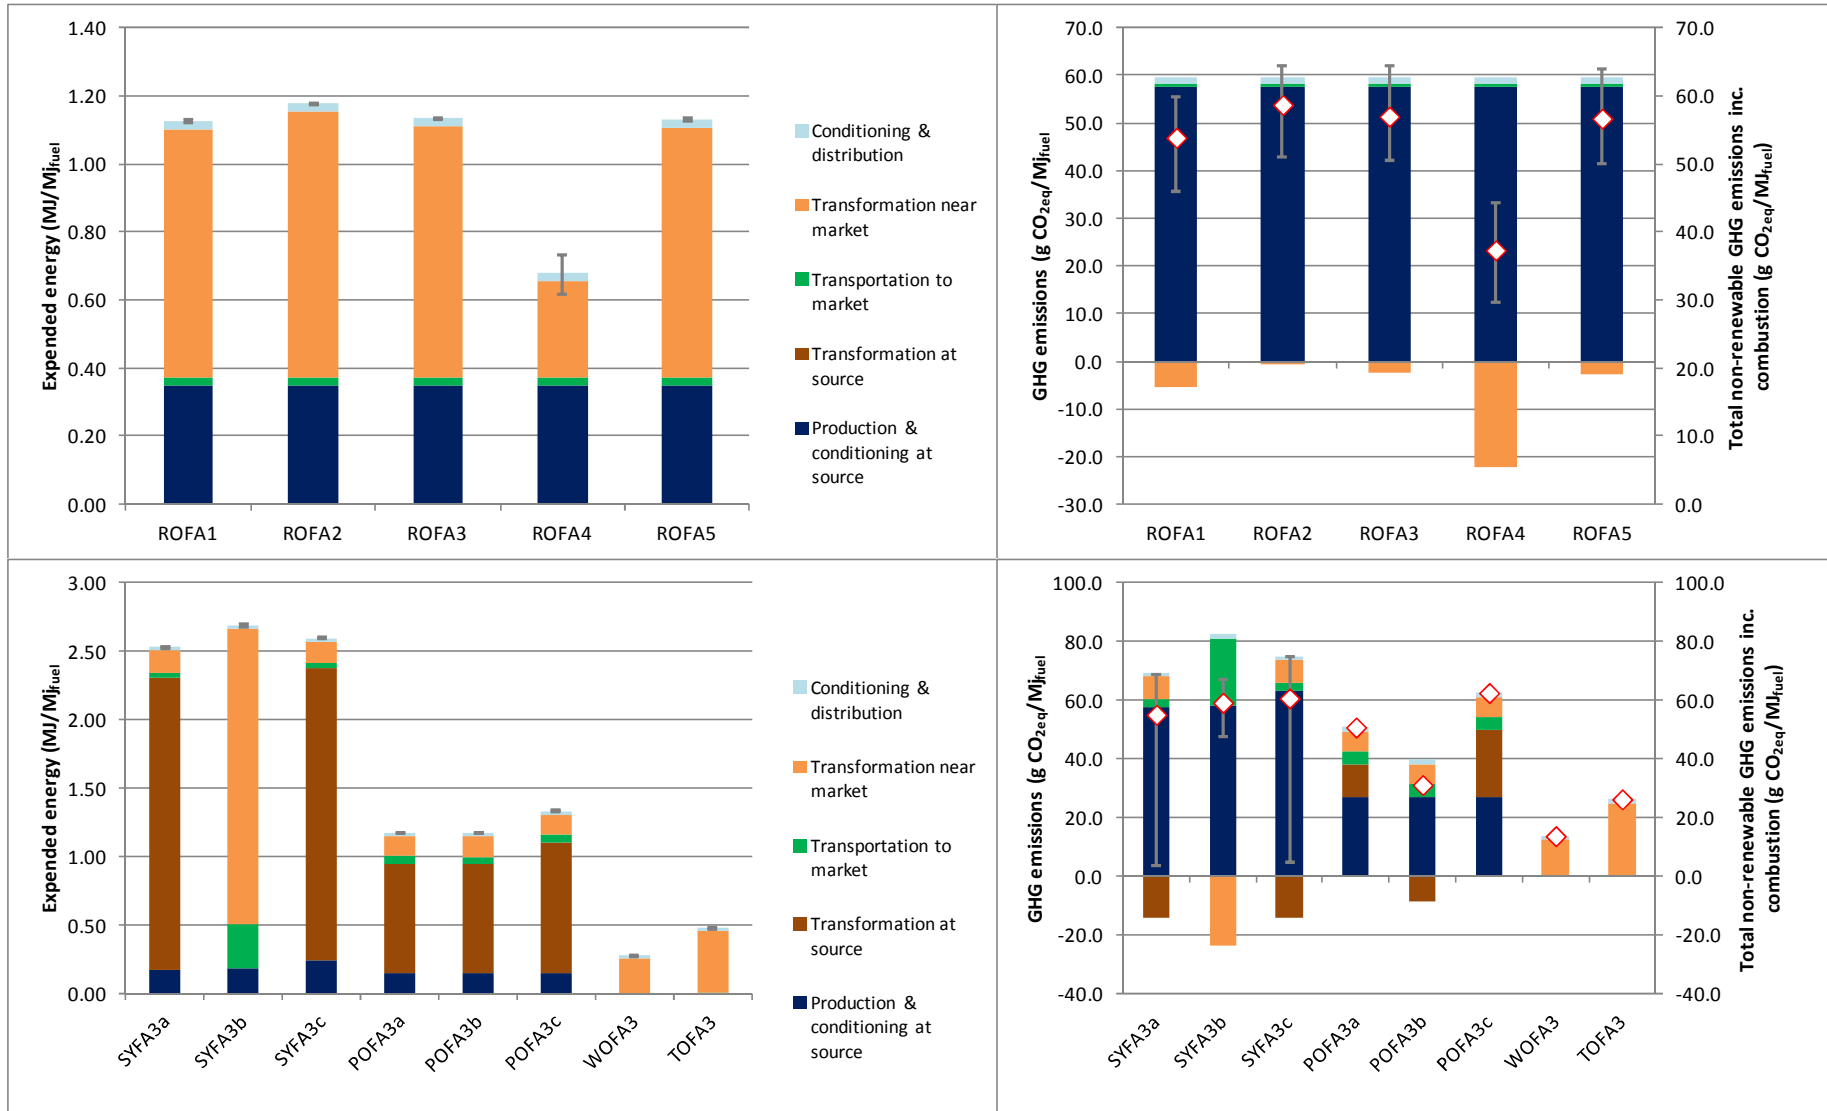 1.40
1.20
1.00
0.80
0.60
0.40
0.20
0.00
Expended energy (MJ/Mjfuel
ROFA1
ROFA2
ROFA3
ROFA4
ROFA5
Conditioning &
distribution
Transformation near
market
Transportation to
market
Transformation at
source
Production &
conditioning at
source
70.0
60.0
50.0
40.0
30.0
20.0
10.0
0.0
-10.0
-20.0
-30.0
GHG emissions (g CO2eq/Mjfuel
ROFA1
ROFA2
ROFA3
ROFA4
ROFA5
70.0
60.0
50.0
40.0
30.0
20.0
10.0
0.0
Total non-renewable GHG emissions inc.
combustion (g CO2eq/MJfuel)
3.00
2.50
2.00
1.50
1.00
0.50
0.00
Expended energy (MJ/Mjfuel
SYFA3a
SYFA3b
SYFA3c
POFA3a
POFA3b
POFA3c
WOFA3
TOFA3
Conditioning &
distribution
Transformation near
market
Transportation to
market
Transformation at
source
Production &
conditioning at
source
100.0
80.0
60.0
40.0
20.0
0.0
-20.0
-40.0
GHG emissions (g CO2eq/Mjfuel
SYFA3a
SYFA3b
SYFA3c
POFA3a
POFA3b
POFA3c
WOFA3
TOFA3
100.0
80.0
60.0
40.0
20.0
0.0
-20.0
-40.0
Total non-renewable GHG emissions inc.
combustion (g CO2eq/MJfuel)